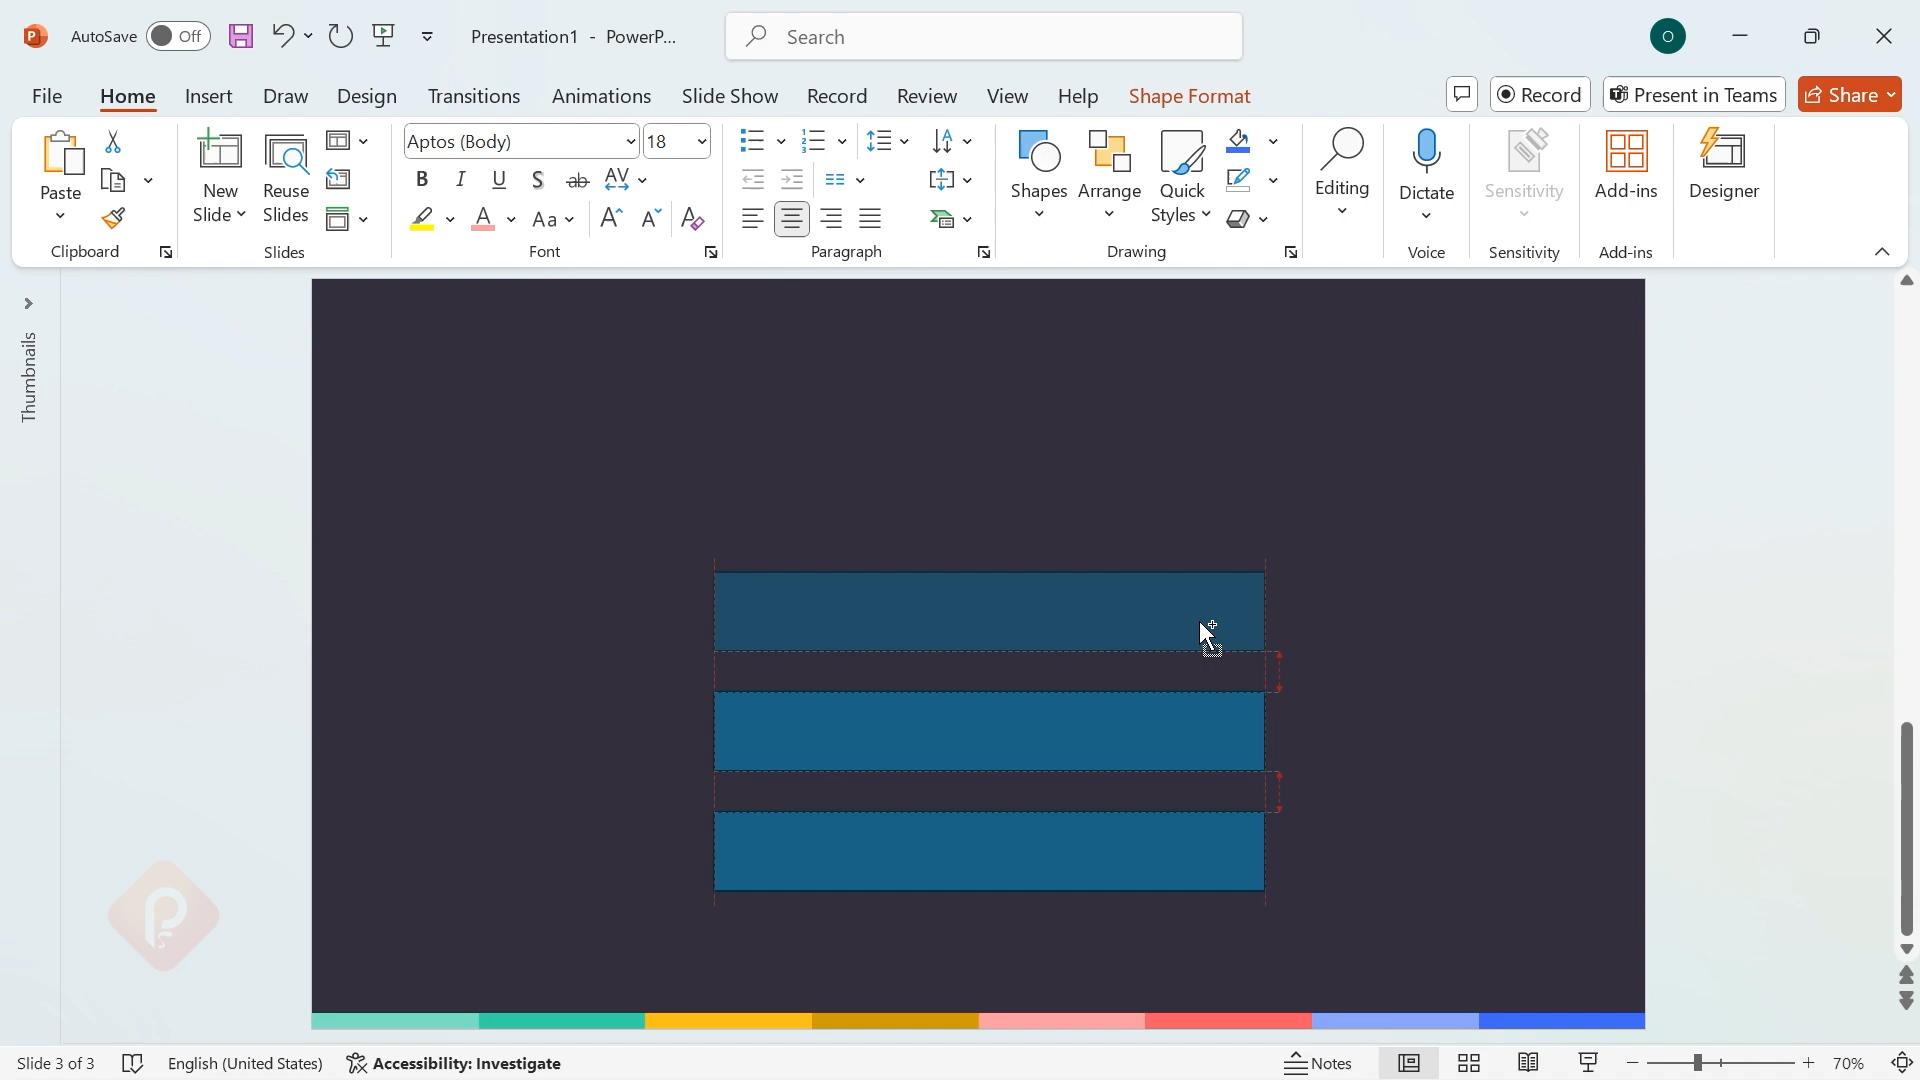 AutoSave Off Presentation1 - PowerP... Search O
File Home Insert Draw Design Transitions Animations Slide Show Record Review View Help Shape Format Record Present in Teams Share
Paste
New Slide
Reuse Slides
Clipboard
Slides
Aptos (Body) 18
B I U S ab AV
A Aa A A A
Font
Paragraph
Shapes
Arrange
Quick Styles
Drawing
Editing
Dictate
Voice
Sensitivity
Sensitivity
Add-ins
Add-ins
Designer
Thumbnails
Slide 3 of 3 English (United States) Accessibility: Investigate Notes 70%